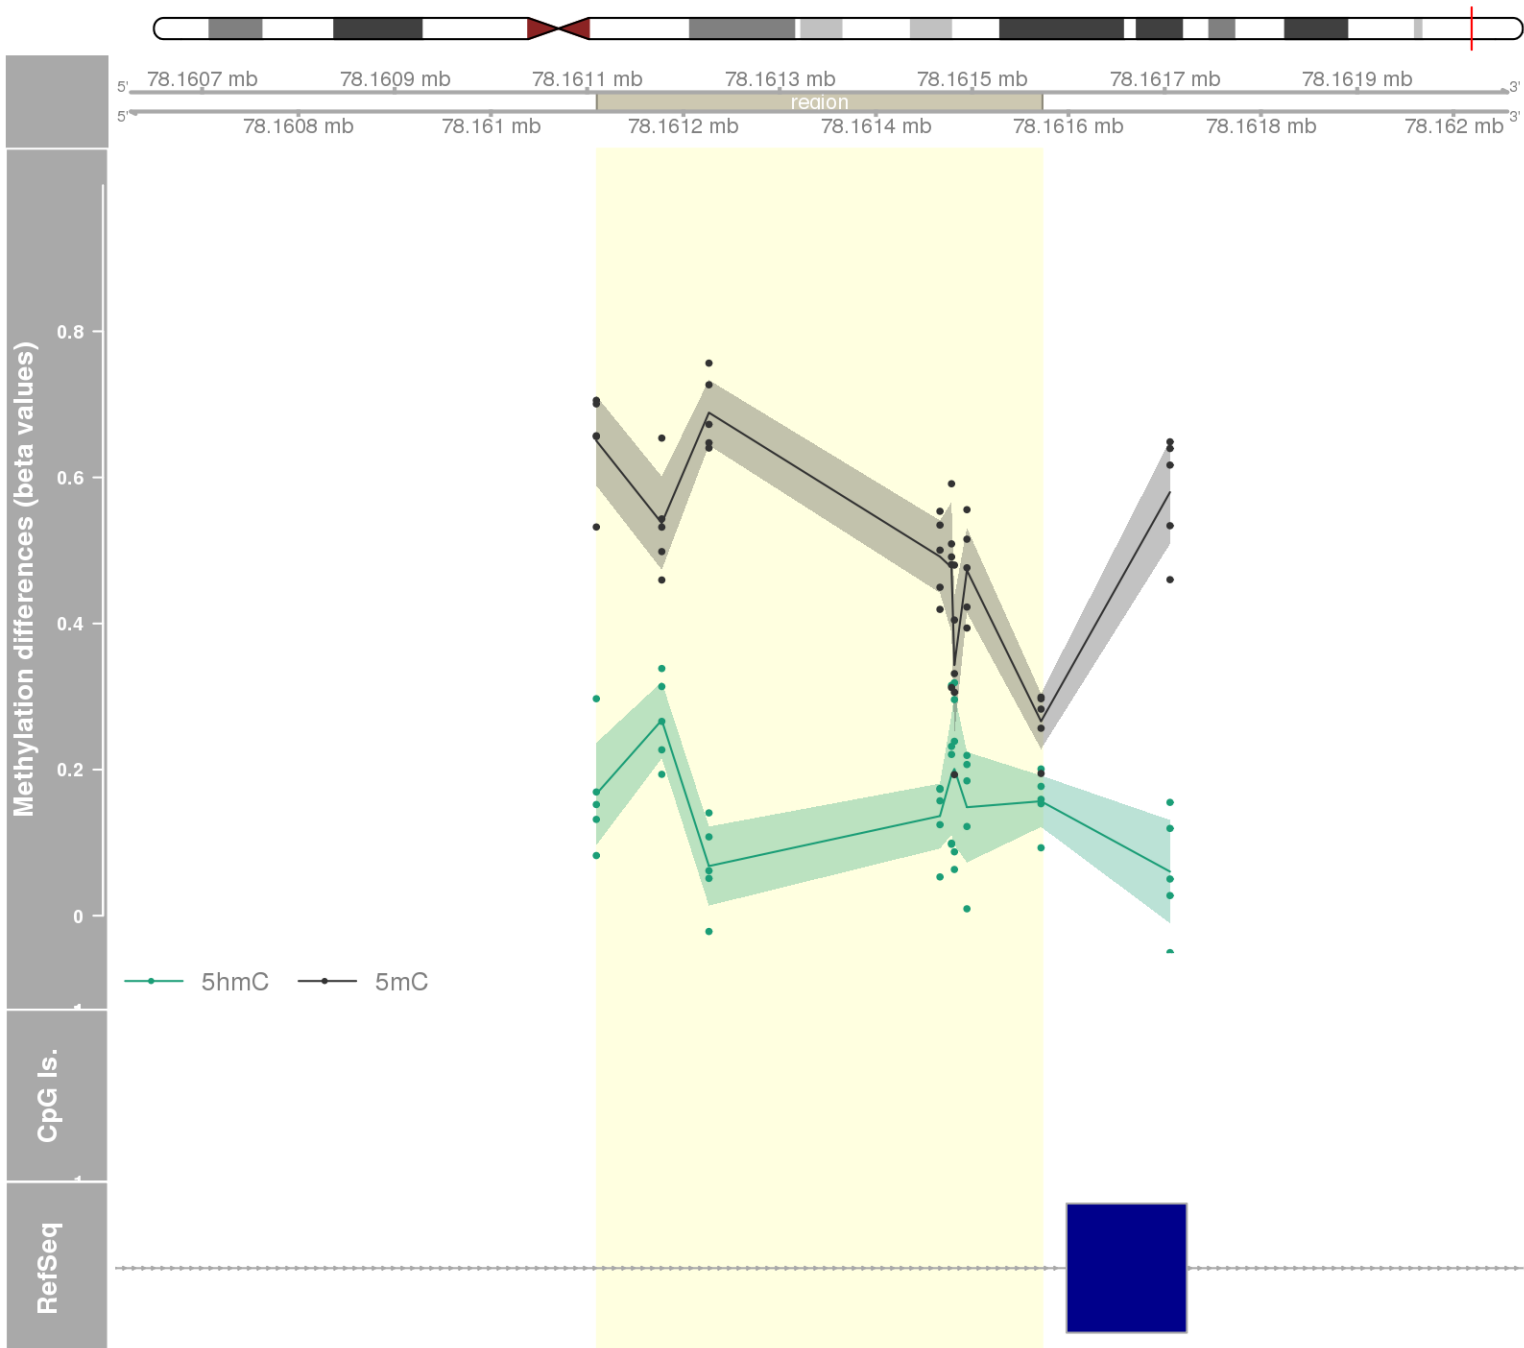 78.1607 mb 78.1609 mb 78.1611 mb 78.1613 mb 78.1615 mb 78.1617 mb 78.1619 mb
5' 3'
region
5' 3'
78.1608 mb 78.161 mb 78.1612 mb 78.1614 mb 78.1616 mb 78.1618 mb 78.162 mb
Methylation differences (beta values)
0.8
0.6
0.4
0.2
0
5hmC 5mC
CpG Is.
RefSeq